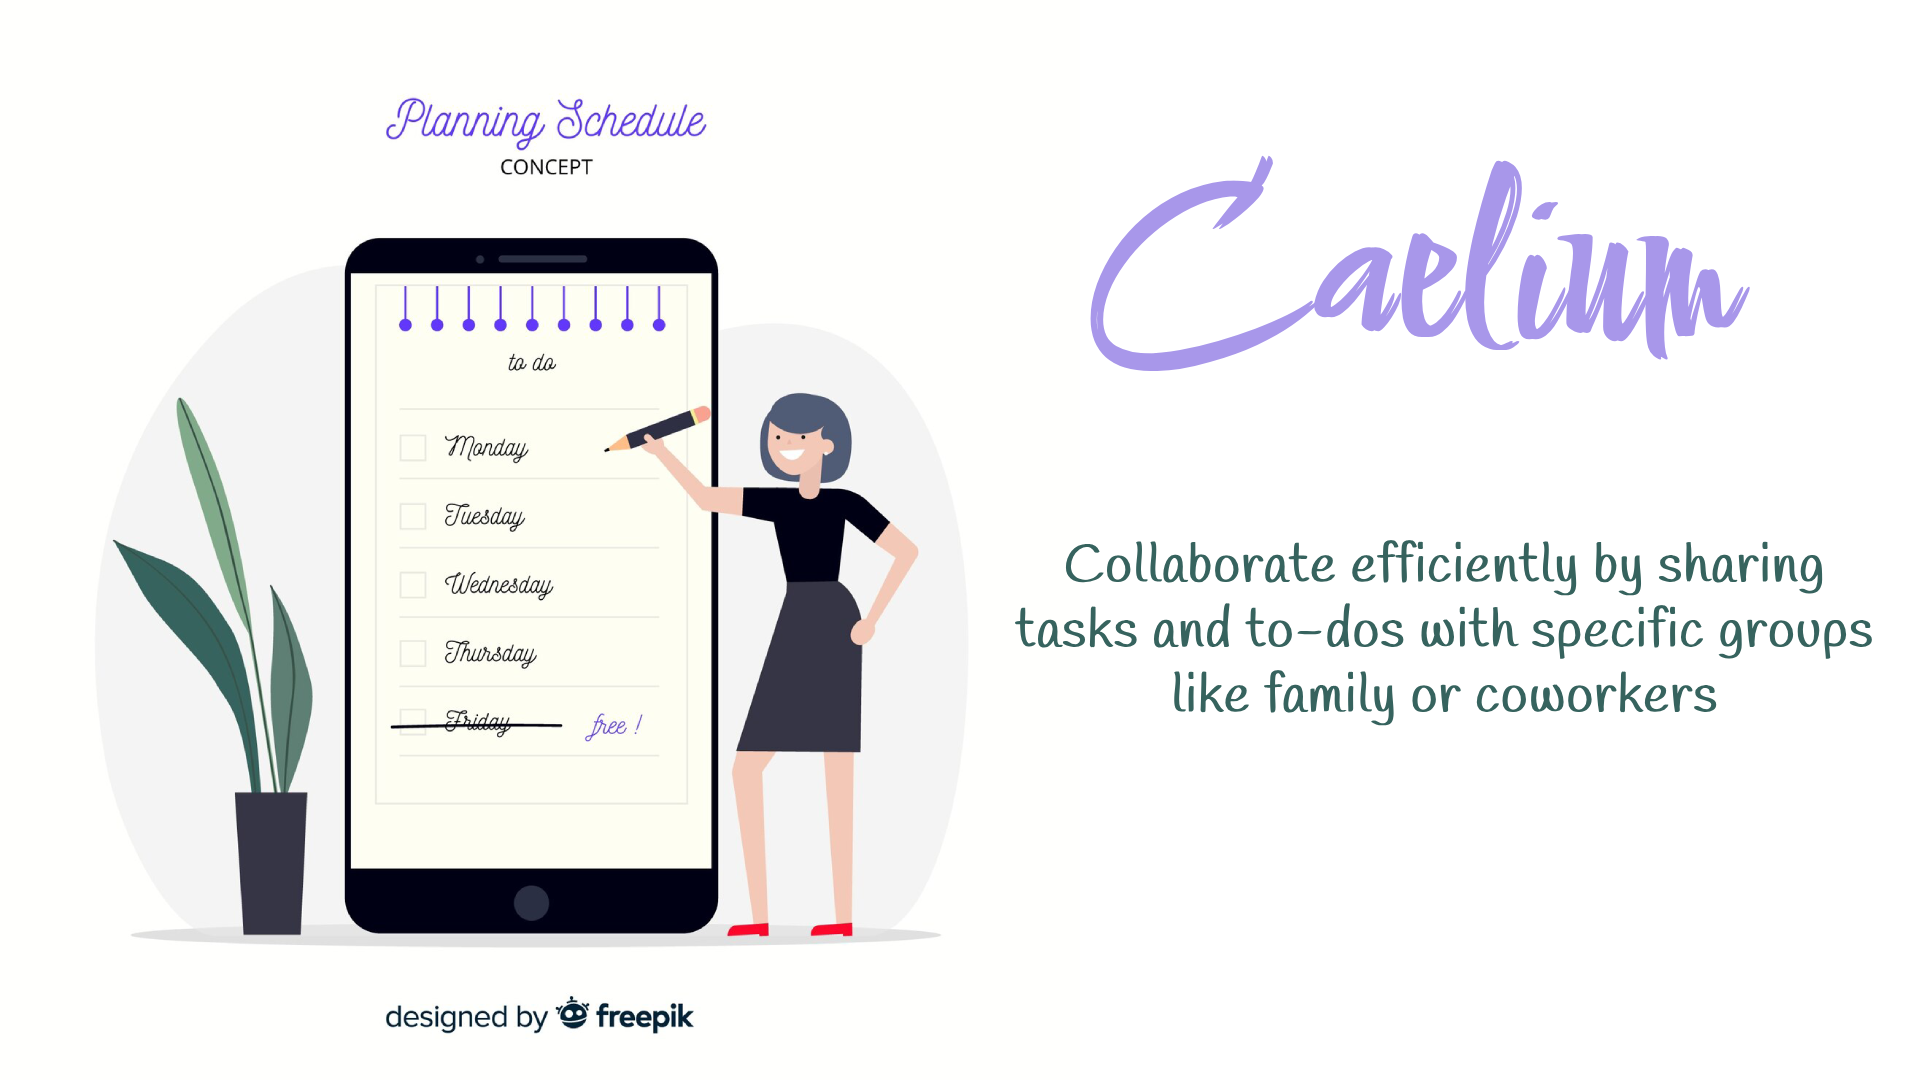 Planning Schedule
CONCEPT
to do
Monday
Tuesday
Wednesday
Thursday
Friday free !
designed by freepik
Caelium
Collaborate efficiently by sharing
tasks and to-dos with specific groups
like family or coworkers